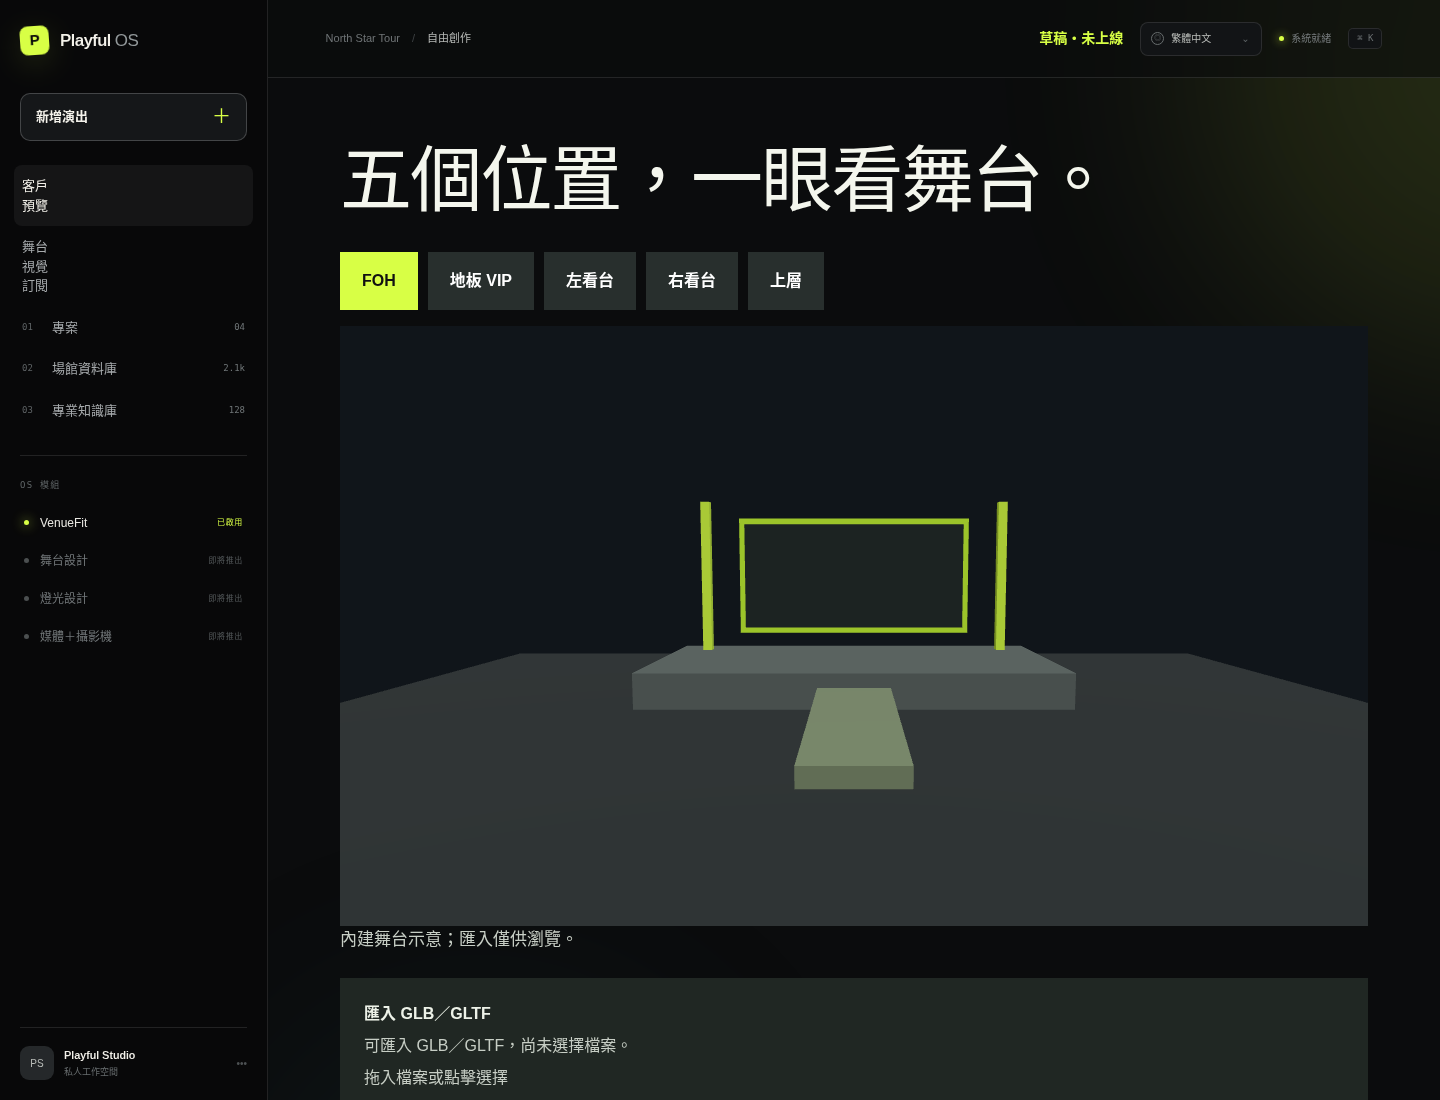 P Playful OS
新增演出 +
客戶
預覽
舞台
視覺
訂閱
01 專案 04
02 場館資料庫 2.1k
03 專業知識庫 128
OS 模組
VenueFit 已啟用
舞台設計 即將推出
燈光設計 即將推出
媒體＋攝影機 即將推出
PS Playful Studio •••
私人工作空間
North Star Tour / 自由創作
草稿・未上線
繁體中文
系統就緒
⌘ K
五個位置，一眼看舞台。
FOH 地板 VIP 左看台 右看台 上層
內建舞台示意；匯入僅供瀏覽。
匯入 GLB／GLTF
可匯入 GLB／GLTF，尚未選擇檔案。
拖入檔案或點擊選擇